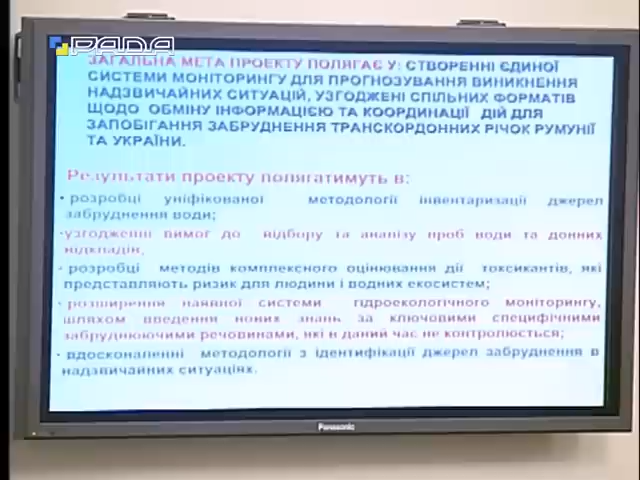 РАДА
ЗАГАЛЬНА МЕТА ПРОЕКТУ ПОЛЯГАЄ У: СТВОРЕННІ ЄДИНОЇ
СИСТЕМИ МОНІТОРИНГУ ДЛЯ ПРОГНОЗУВАННЯ ВИНИКНЕННЯ
НАДЗВИЧАЙНИХ СИТУАЦІЙ, УЗГОДЖЕНІ СПІЛЬНИХ ФОРМАТІВ
ЩОДО ОБМІНУ ІНФОРМАЦІЄЮ ТА КООРДИНАЦІЇ ДІЙ ДЛЯ
ЗАПОБІГАННЯ ЗАБРУДНЕННЯ ТРАНСКОРДОННИХ РІЧОК РУМУНІЇ
ТА УКРАЇНИ.
Результати проекту полягатимуть в:
• розробці уніфікованої методології інвентаризації джерел
забруднення води;
•узгодженні вимог до відбору та аналізу проб води та донних
відкладів;
• розробці методів комплексного оцінювання дії токсикантів, які
представляють ризик для людини і водних екосистем;
• розширення наявної системи гідроекологічного моніторингу,
шляхом введення нових знань за ключовими специфічними
забруднюючими речовинами, які н даний час не контролюється;
• вдосконаленні методології з ідентифікації джерел забруднення в
надзвичайних ситуаціях.
Panasonic